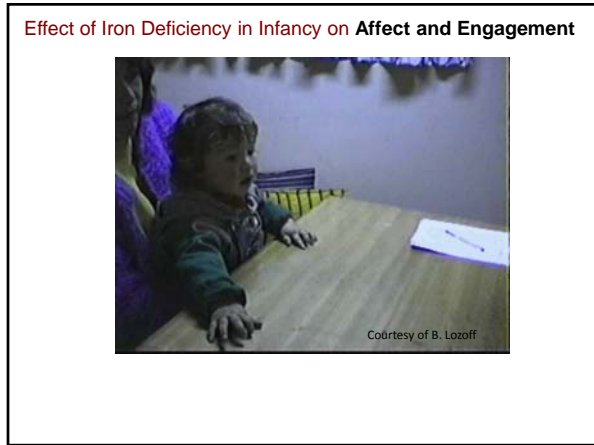 Effect of Iron Deficiency in Infancy on Affect and Engagement
Courtesy of B. Lozoff